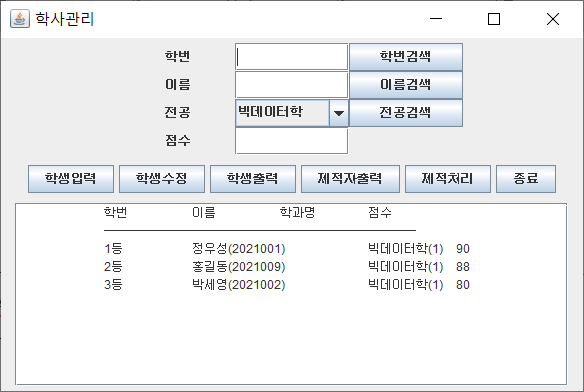 학사관리
학번 학번검색
이름 이름검색
전공 빅데이터학 전공검색
점수
학생입력 학생수정 학생출력 제적자출력 제적처리 종료
학번 이름 학과명 점수
1등 정우성(2021001) 빅데이터학(1) 90
2등 홍길동(2021009) 빅데이터학(1) 88
3등 박세영(2021002) 빅데이터학(1) 80